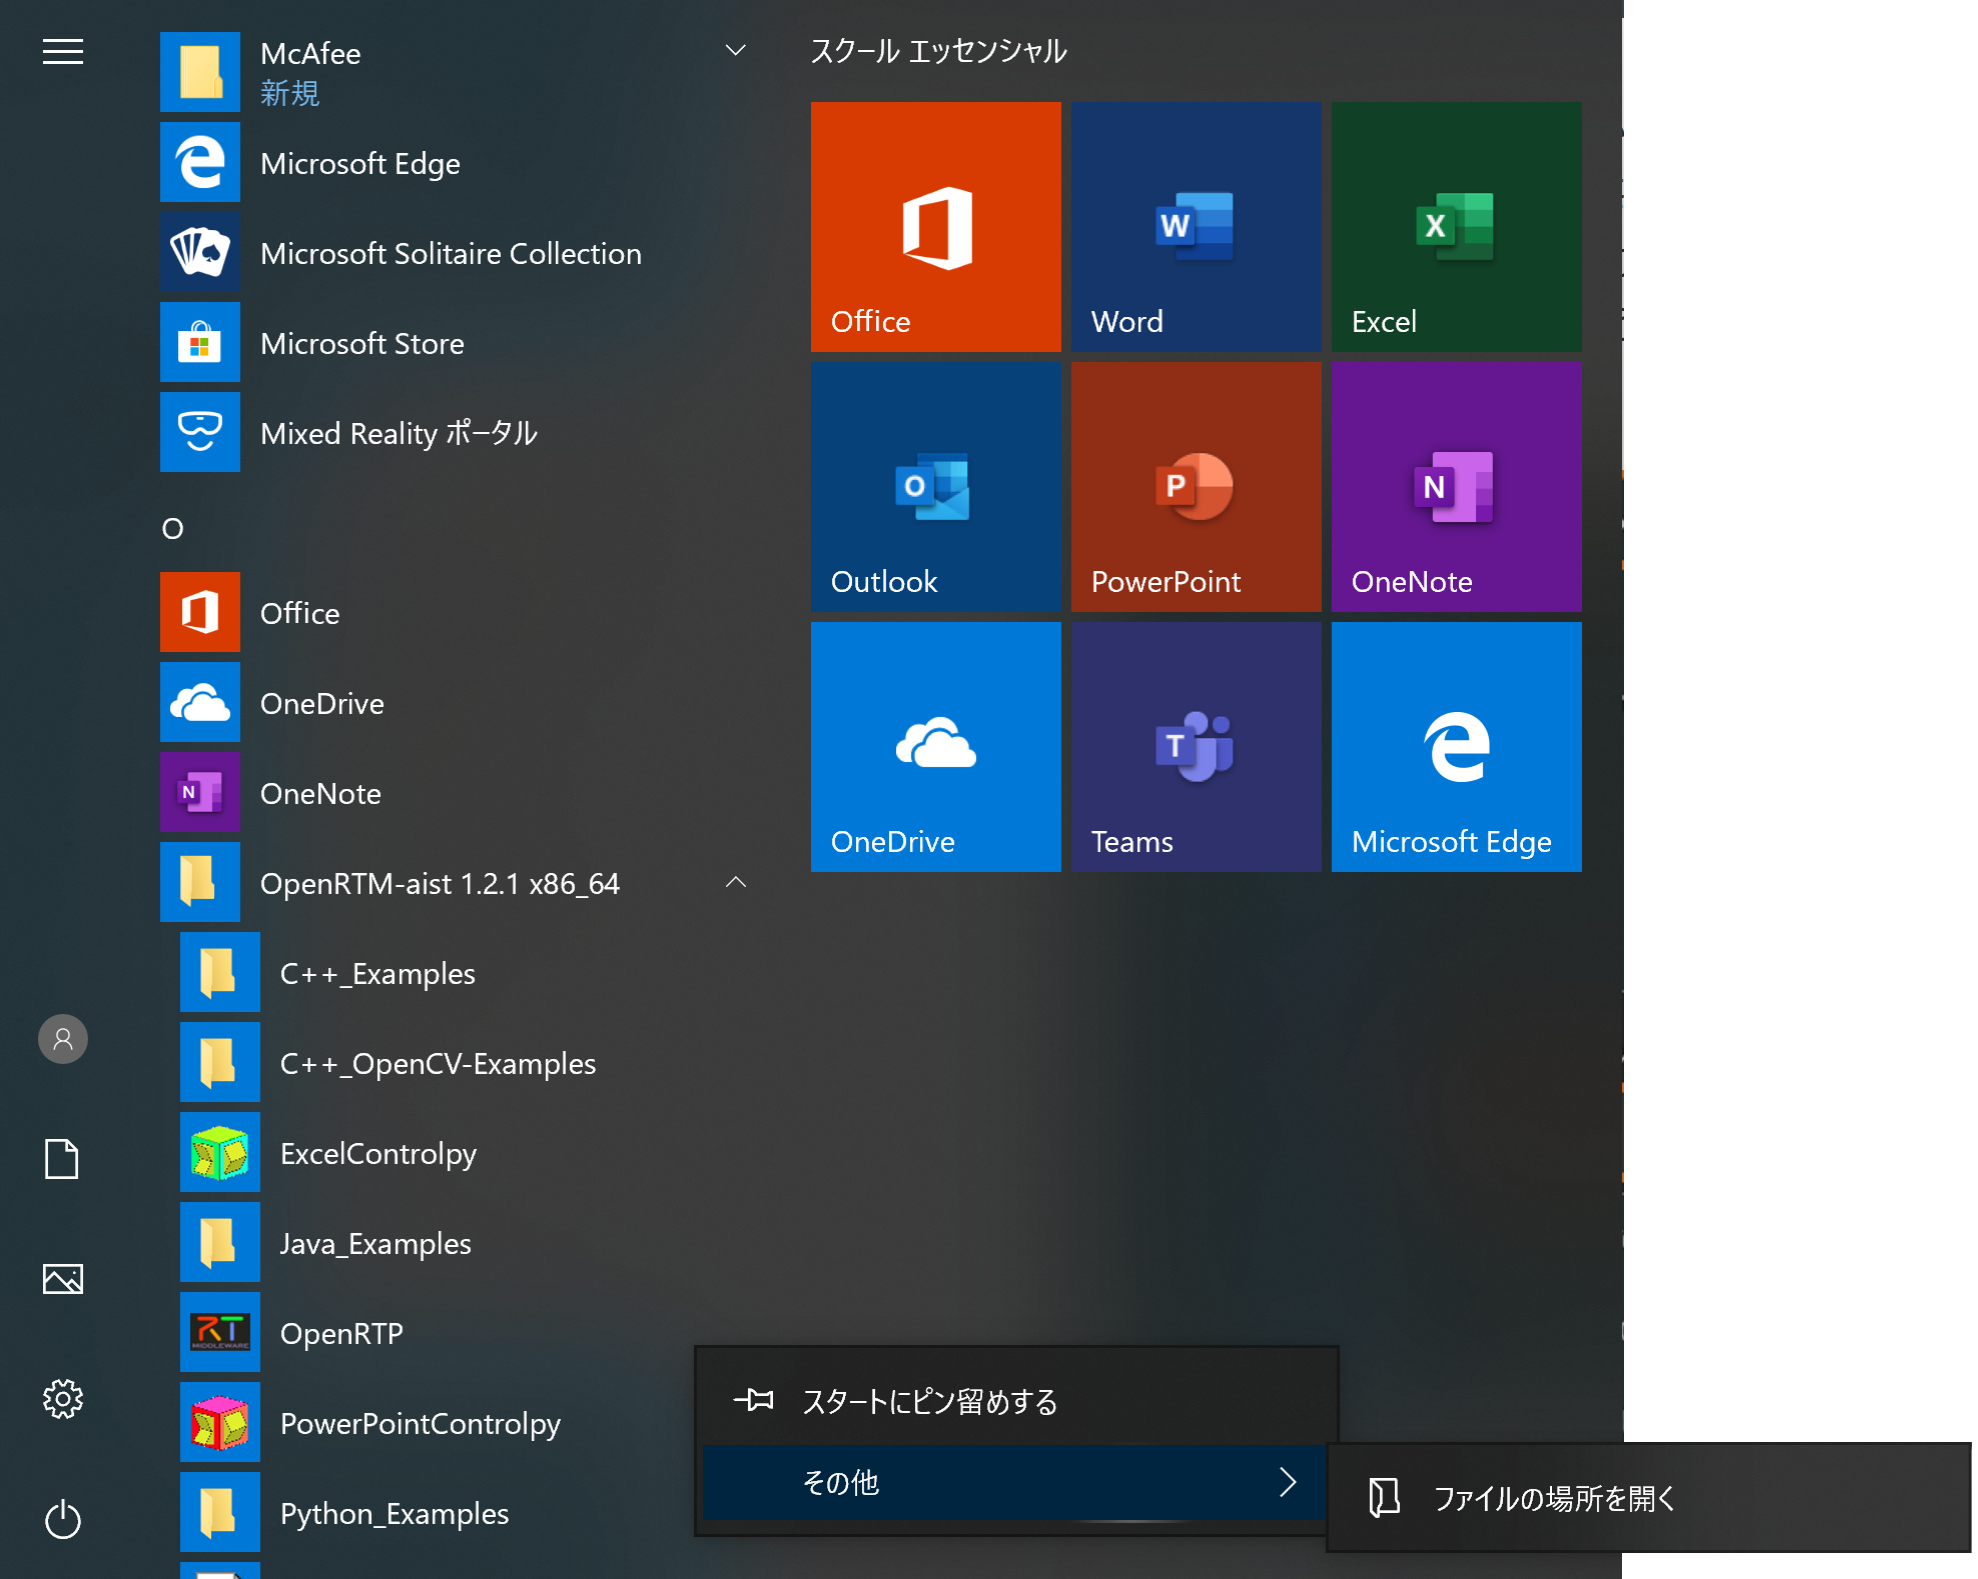 McAfee
新規
Microsoft Edge
Microsoft Solitaire Collection
Microsoft Store
Mixed Reality ポータル
O
Office
OneDrive
OneNote
OpenRTM-aist 1.2.1 x86_64
C++_Examples
C++_OpenCV-Examples
ExcelControlpy
Java_Examples
RT
MIDDLEWARE
OpenRTP
PowerPointControlpy
Python_Examples
スクール エッセンシャル
Office
W
Word
X
Excel
O
Outlook
P
PowerPoint
N
OneNote
OneDrive
T
Teams
Microsoft Edge
スタートにピン留めする
その他
ファイルの場所を開く